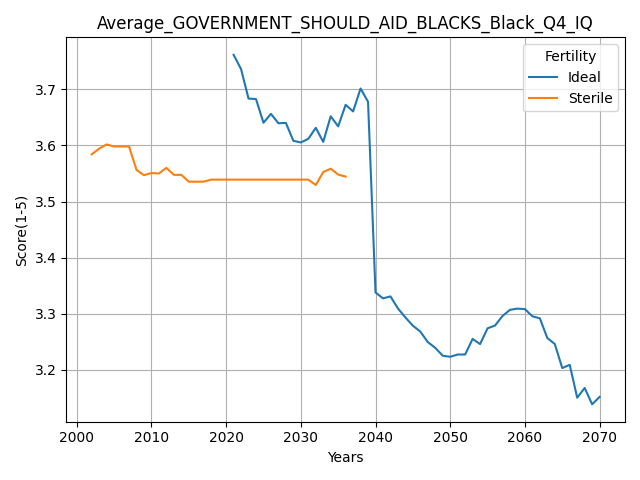 Average_GOVERNMENT_SHOULD_AID_BLACKS_Black_Q4_IQ
Fertility
Ideal
Sterile
Score(1-5)
3.7
3.6
3.5
3.4
3.3
3.2
2000 2010 2020 2030 2040 2050 2060 2070
Years